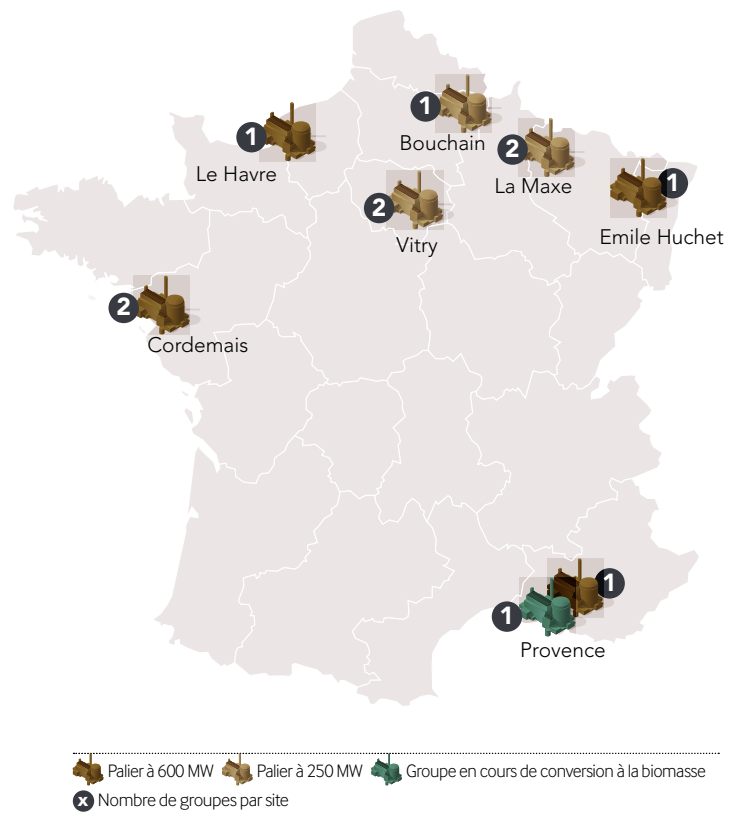 1
Bouchain
1
Le Havre
2
La Maxe
1
Emile Huchet
2
Vitry
2
Cordemais
1
1
Provence
Palier à 600 MW Palier à 250 MW Groupe en cours de conversion à la biomasse
x Nombre de groupes par site